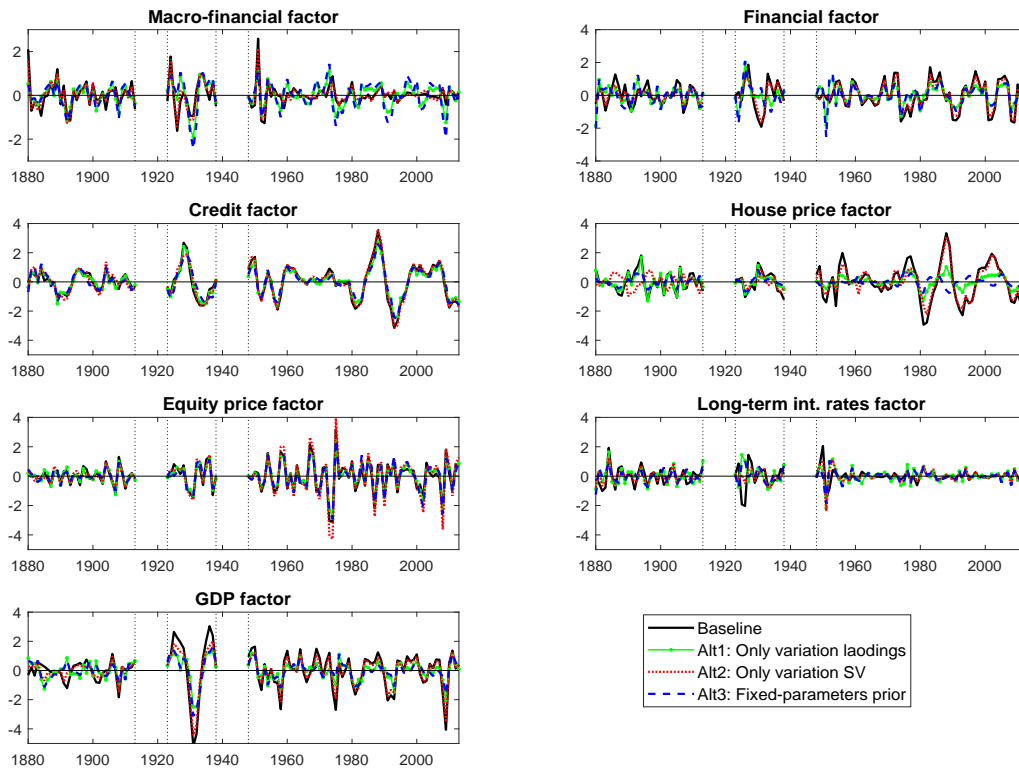 Macro-financial factor
2
0
-2
1880 1900 1920 1940 1960 1980 2000
Financial factor
4
2
0
-2
-4
1880 1900 1920 1940 1960 1980 2000
Credit factor
4
2
0
-2
-4
1880 1900 1920 1940 1960 1980 2000
House price factor
4
2
0
-2
-4
1880 1900 1920 1940 1960 1980 2000
Equity price factor
4
2
0
-2
-4
1880 1900 1920 1940 1960 1980 2000
Long-term int. rates factor
4
2
0
-2
-4
1880 1900 1920 1940 1960 1980 2000
GDP factor
4
2
0
-2
-4
1880 1900 1920 1940 1960 1980 2000
Baseline
Alt1: Only variation laodings
Alt2: Only variation SV
Alt3: Fixed-parameters prior